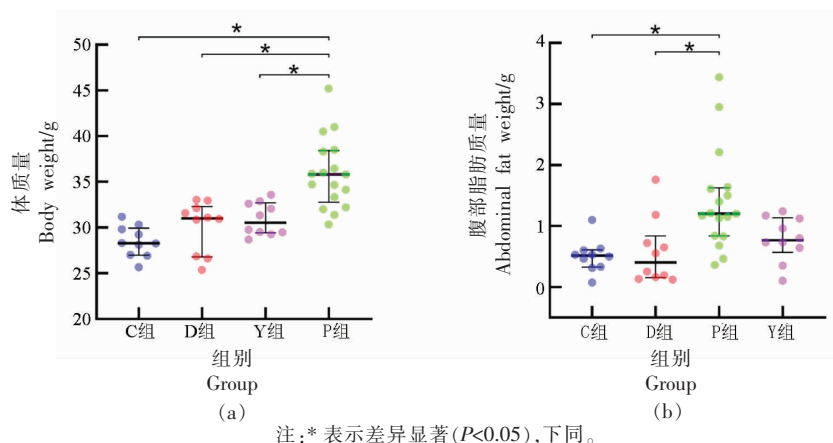 *
*
*
50
45
40
35
30
25
20
体质量
Body weight/g
C组 D组 Y组 P组
组别
Group
(a)
*
*
4
3
2
1
0
腹部脂肪质量
Abdominal fat weight/g
C组 D组 P组 Y组
组别
Group
(b)
注:* 表示差异显著(P<0.05),下同。